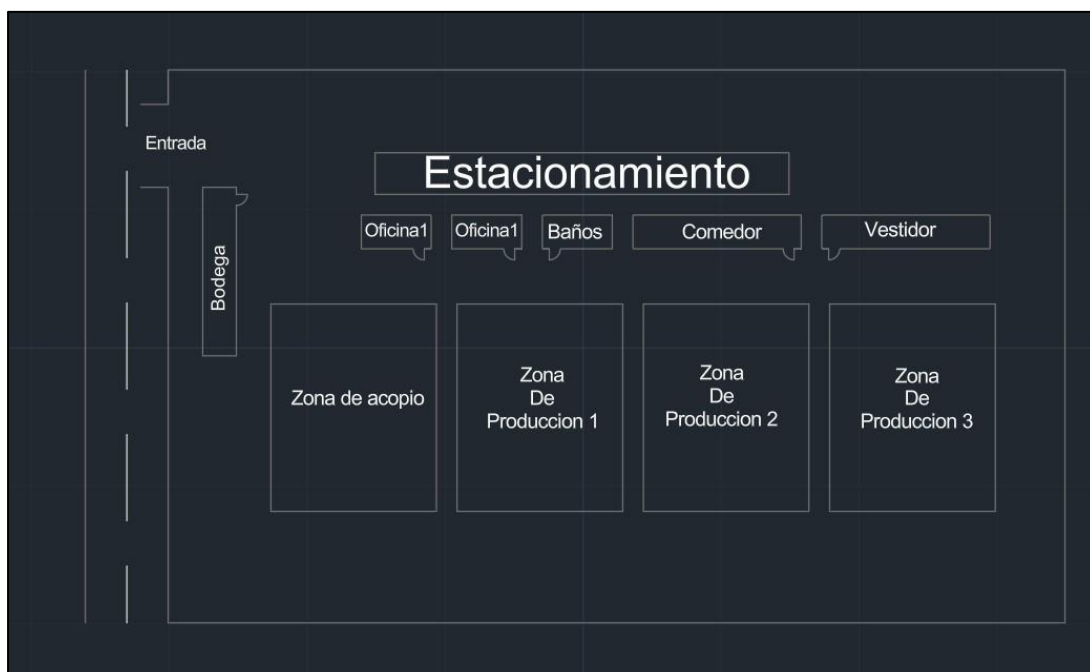 Entrada
Estacionamiento
Oficina1
Oficina1
Baños
Comedor
Vestidor
Bodega
Zona de acopio
Zona
De
Produccion 1
Zona
De
Produccion 2
Zona
De
Produccion 3